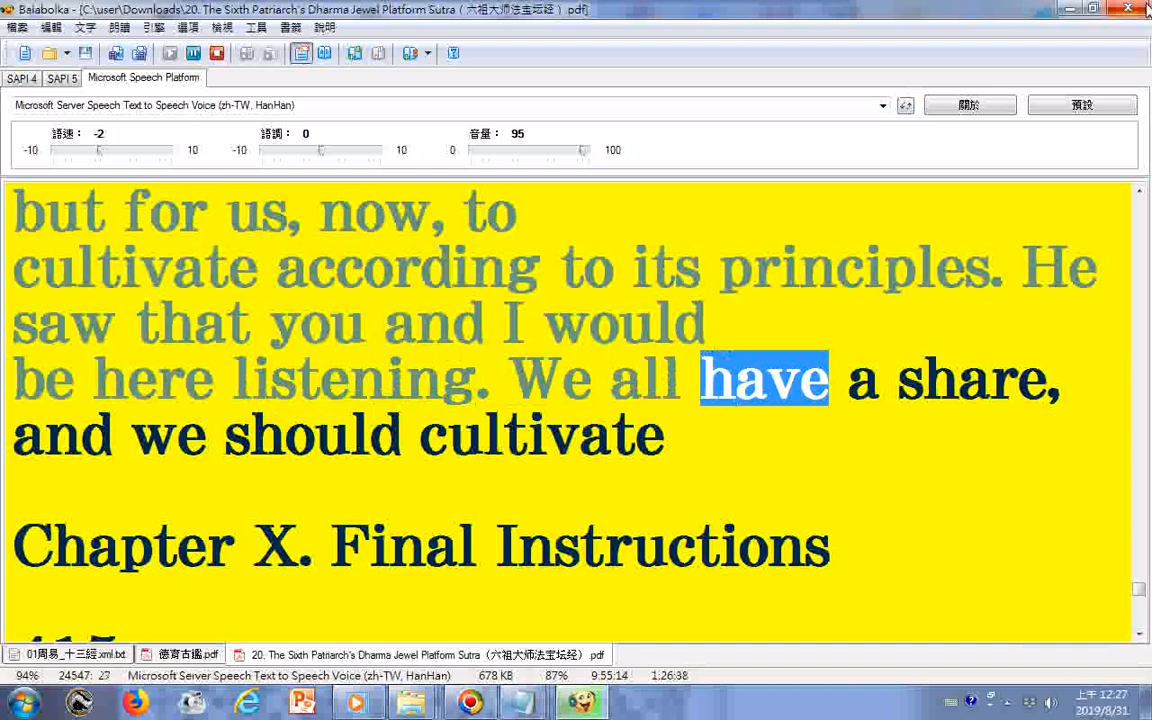 Balabolka - [C:\user\Downloads\20. The Sixth Patriarch's Dharma Jewel Platform Sutra（六祖大师法宝坛经）.pdf]
檔案 編輯 文字 朗讀 引擎 選項 檢視 工具 書籤 說明
SAPI 4 SAPI 5 Microsoft Speech Platform
Microsoft Server Speech Text to Speech Voice (zh-TW, HanHan) 關於 預設
語速： -2 語調： 0 音量： 95
-10 10 -10 10 0 100
but for us, now, to
cultivate according to its principles. He
saw that you and I would
be here listening. We all have a share,
and we should cultivate
Chapter X. Final Instructions
417
01周易_十三經.xml.txt 德育古鑑.pdf 20. The Sixth Patriarch's Dharma Jewel Platform Sutra（六祖大师法宝坛经）.pdf
94% 24547: 27 Microsoft Server Speech Text to Speech Voice (zh-TW, HanHan) 678 KB 87% 9:55:14 1:26:38
上午 12:27
2019/8/31